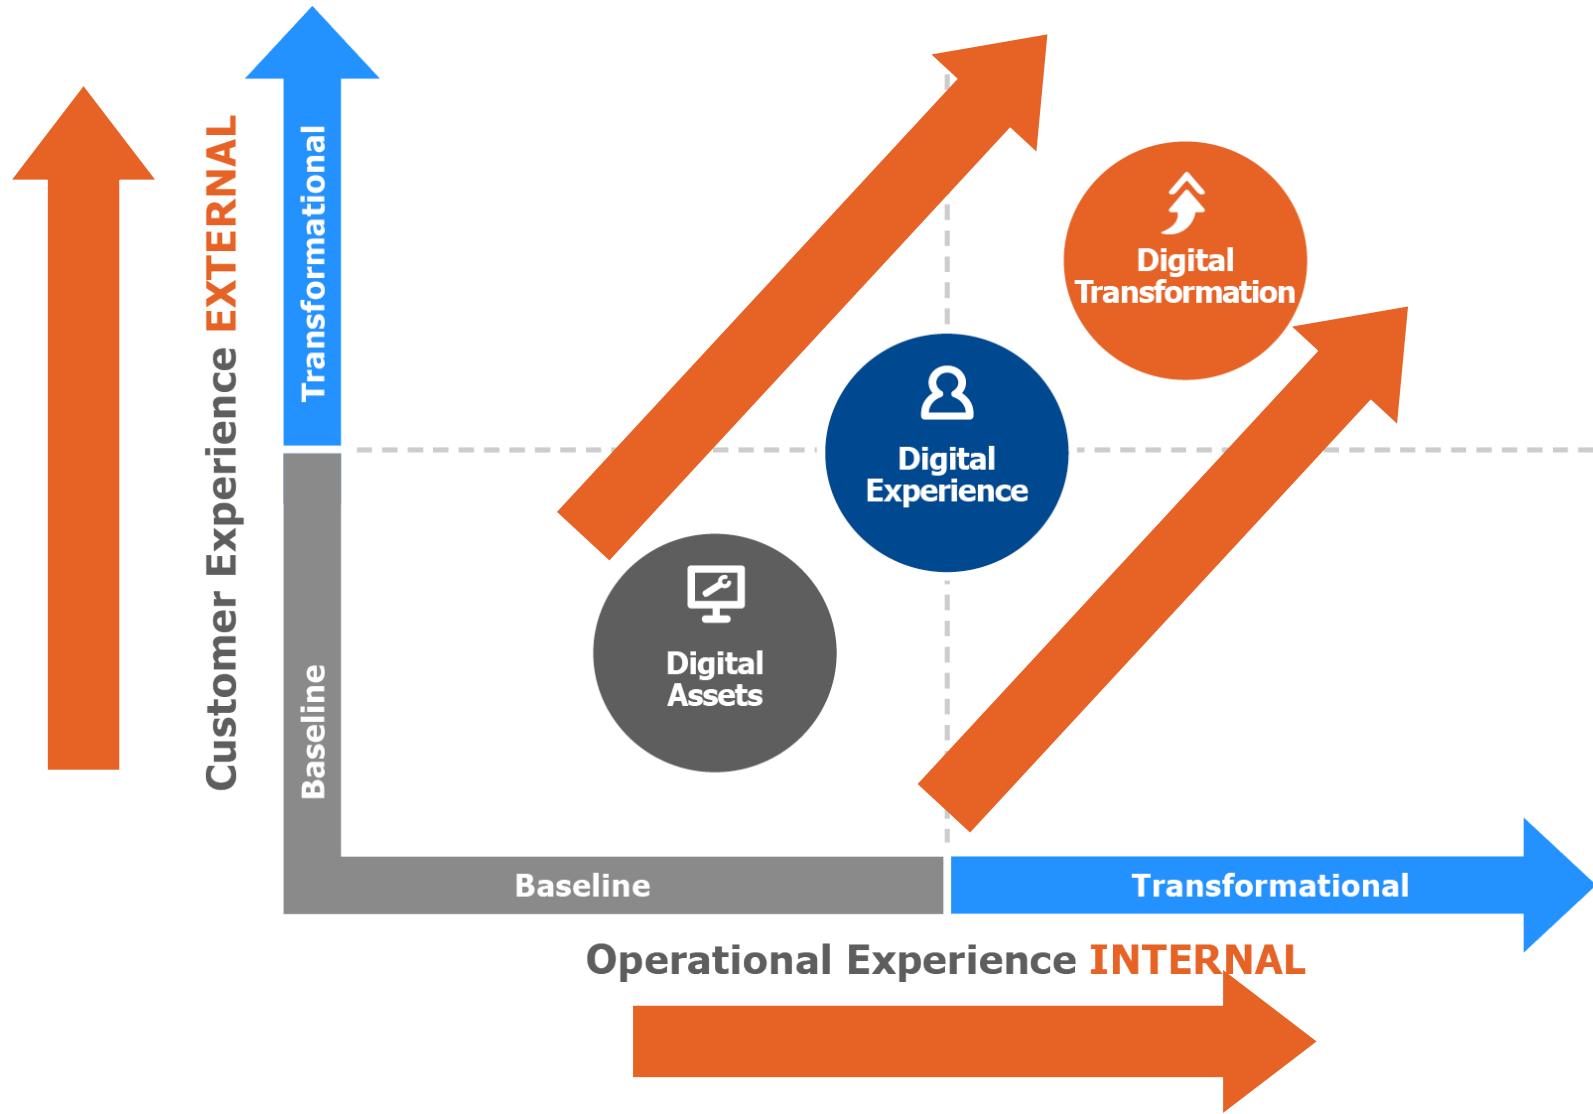 Customer Experience EXTERNAL
Transformational
Baseline
Digital
Transformation
Digital
Experience
Digital
Assets
Baseline
Transformational
Operational Experience INTERNAL